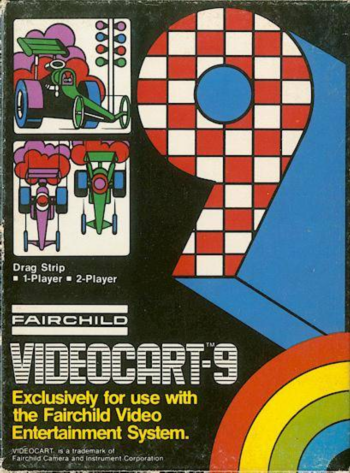 Drag Strip
▪ 1-Player ▪ 2-Player
FAIRCHILD
VIDEOCART™-9
Exclusively for use with
the Fairchild Video
Entertainment System.
VIDEOCART is a trademark of
Fairchild Camera and Instrument Corporation